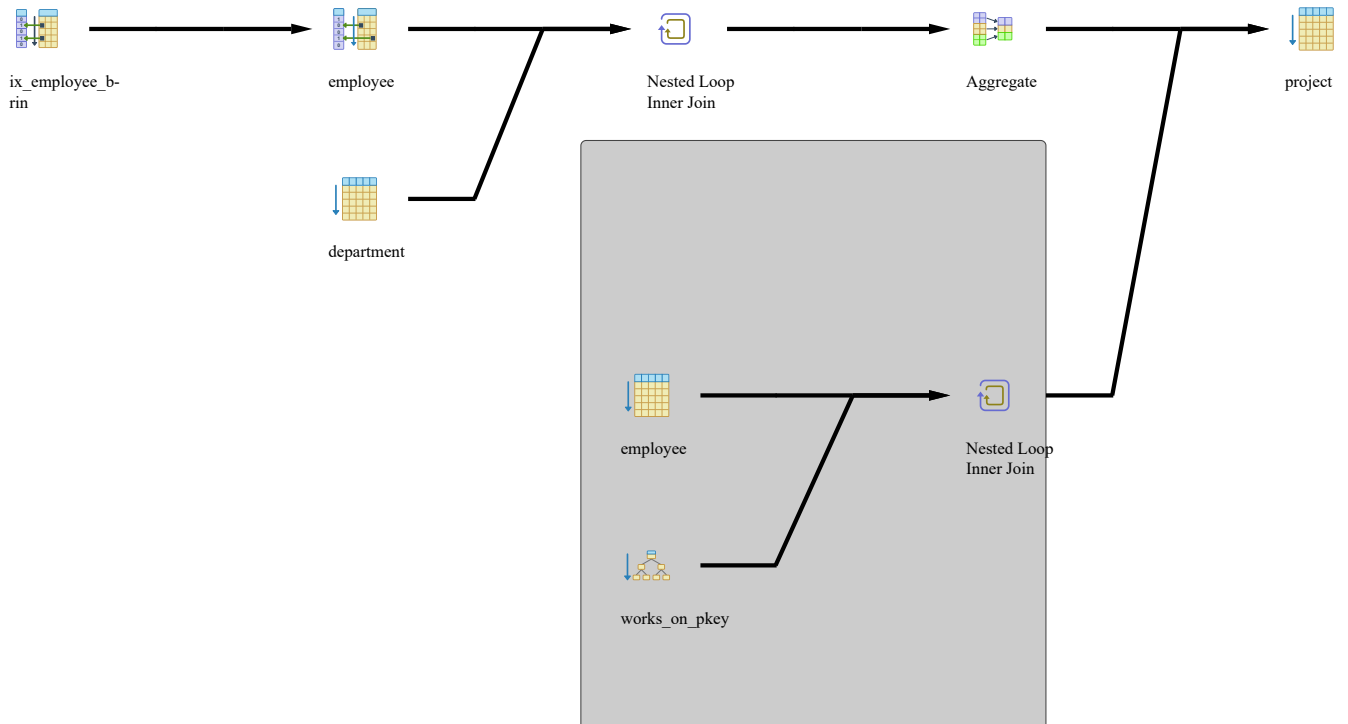 ix_employee_b-
rin
employee
Nested Loop
Inner Join
Aggregate
project
department
employee
Nested Loop
Inner Join
works_on_pkey